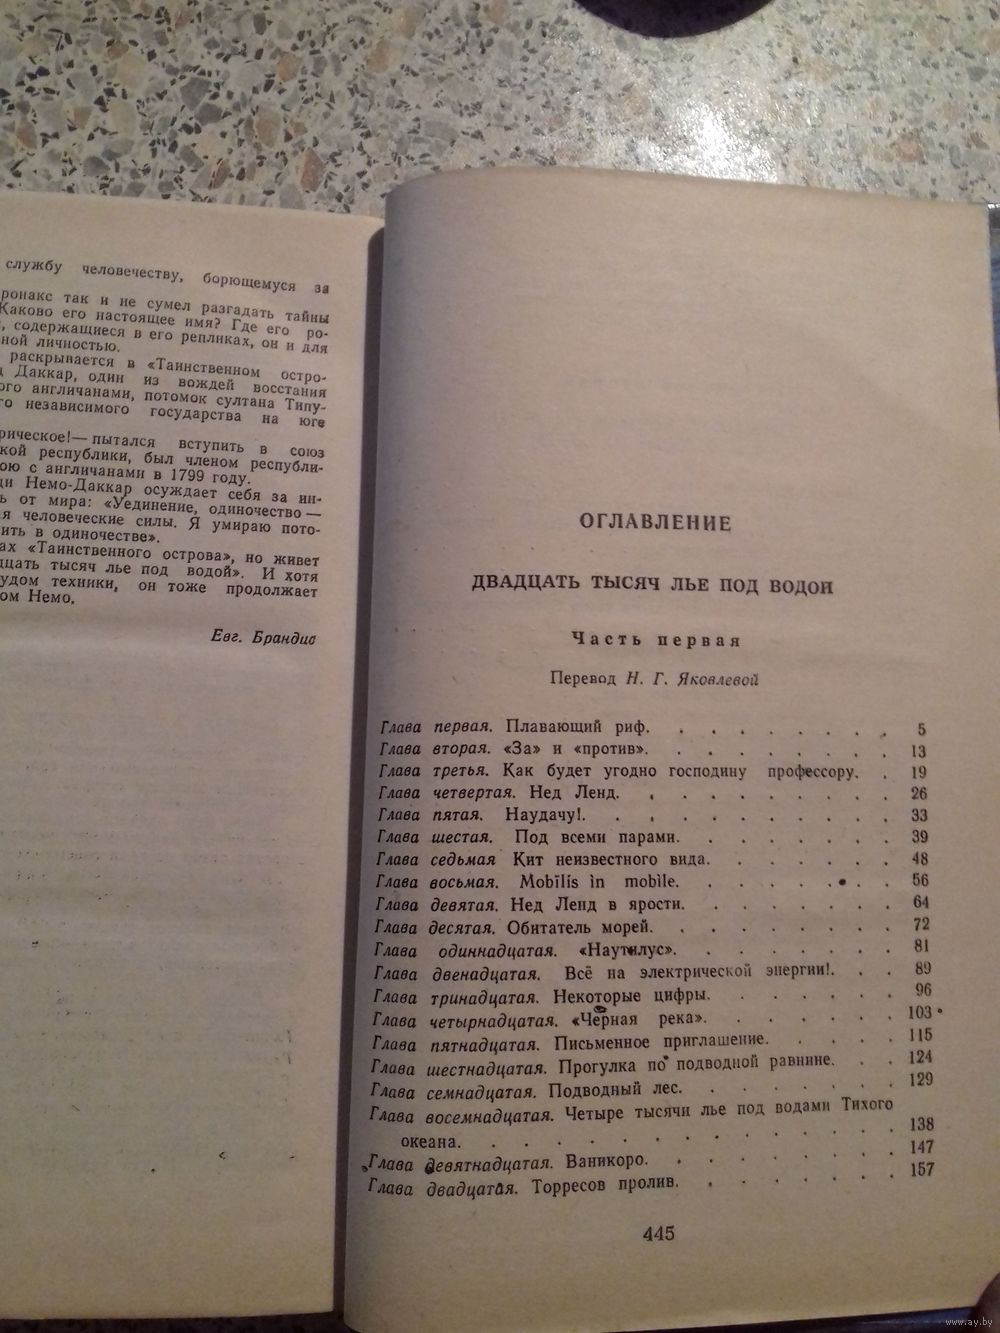 службу человечеству, борющемуся за
ронакс так и не сумел разгадать тайны
Каково его настоящее имя? Где его ро-
, содержащиеся в его репликах, он и для
ной личностью.
раскрывается в «Таинственном остро-
ц Даккар, один из вождей восстания
ого англичанами, потомок султана Типу-
го независимого государства на юге
рическое!— пытался вступить в союз
кой республики, был членом республи-
ою с англичанами в 1799 году.
ди Немо-Даккар осуждает себя за ин-
ь от мира: «Уединение, одиночество —
я человеческие силы. Я умираю пото-
ить в одиночестве».
ах «Таинственного острова», но живет
дцать тысяч лье под водой». И хотя
удом техники, он тоже продолжает
ом Немо.
Евг. Брандис
ОГЛАВЛЕНИЕ
ДВАДЦАТЬ ТЫСЯЧ ЛЬЕ ПОД ВОДОЙ
Часть первая
Перевод Н. Г. Яковлевой
Глава первая. Плавающий риф. . . . . . . . . 5
Глава вторая. «За» и «против». . . . . . . . . 13
Глава третья. Как будет угодно господину профессору. . 19
Глава четвертая. Нед Ленд. . . . . . . . . . 26
Глава пятая. Наудачу!. . . . . . . . . . . 33
Глава шестая. Под всеми парами. . . . . . . . 39
Глава седьмая Кит неизвестного вида. . . . . . . 48
Глава восьмая. Mobilis in mobile. . . . . . . . 56
Глава девятая. Нед Ленд в ярости. . . . . . . . 64
Глава десятая. Обитатель морей. . . . . . . . . 72
Глава одиннадцатая. «Наутилус». . . . . . . . 81
Глава двенадцатая. Всё на электрической энергии!. . . 89
Глава тринадцатая. Некоторые цифры. . . . . . . 96
Глава четырнадцатая. «Черная река». . . . . . . 103
Глава пятнадцатая. Письменное приглашение. . . . . 115
Глава шестнадцатая. Прогулка по подводной равнине. . . 124
Глава семнадцатая. Подводный лес. . . . . . . . 129
Глава восемнадцатая. Четыре тысячи лье под водами Тихого
океана. . . . . . . . . . . . . . . 138
Глава девятнадцатая. Ваникоро. . . . . . . . . 147
Глава двадцатая. Торресов пролив. . . . . . . . 157
445
www.ay.by